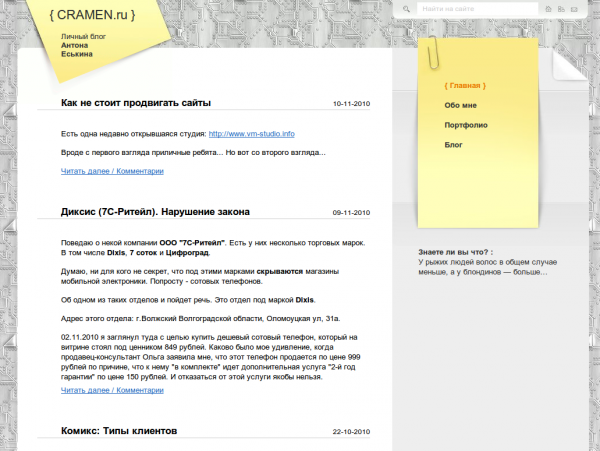 { CRAMEN.ru }
Личный блог
Антона
Еськина
Найти на сайте
{ Главная }
Обо мне
Портфолио
Блог
Знаете ли вы что? :
У рыжих людей волос в общем случае
меньше, а у блондинов — больше...
Как не стоит продвигать сайты 10-11-2010
Есть одна недавно открывшаяся студия: http://www.vm-studio.info
Вроде с первого взгляда приличные ребята... Но вот со второго взгляда...
Читать далее / Комментарии
Диксис (7С-Ритейл). Нарушение закона 09-11-2010
Поведаю о некой компании ООО "7С-Ритейл". Есть у них несколько торговых марок.
В том числе Dixis, 7 соток и Цифроград.
Думаю, ни для кого не секрет, что под этими марками скрываются магазины
мобильной электроники. Попросту - сотовых телефонов.
Об одном из таких отделов и пойдет речь. Это отдел под маркой Dixis.
Адрес этого отдела: г.Волжский Волгоградской области, Оломоуцкая ул, 31а.
02.11.2010 я заглянул туда с целью купить дешевый сотовый телефон, который на
витрине стоял под ценником 849 рублей. Каково было мое удивление, когда
продавец-консультант Ольга заявила мне, что этот телефон продается по цене 999
рублей по причине, что к нему "в комплекте" идет дополнительная услуга "2-й год
гарантии" по цене 150 рублей. И отказаться от этой услуги якобы нельзя.
Читать далее / Комментарии
Комикс: Типы клиентов 22-10-2010